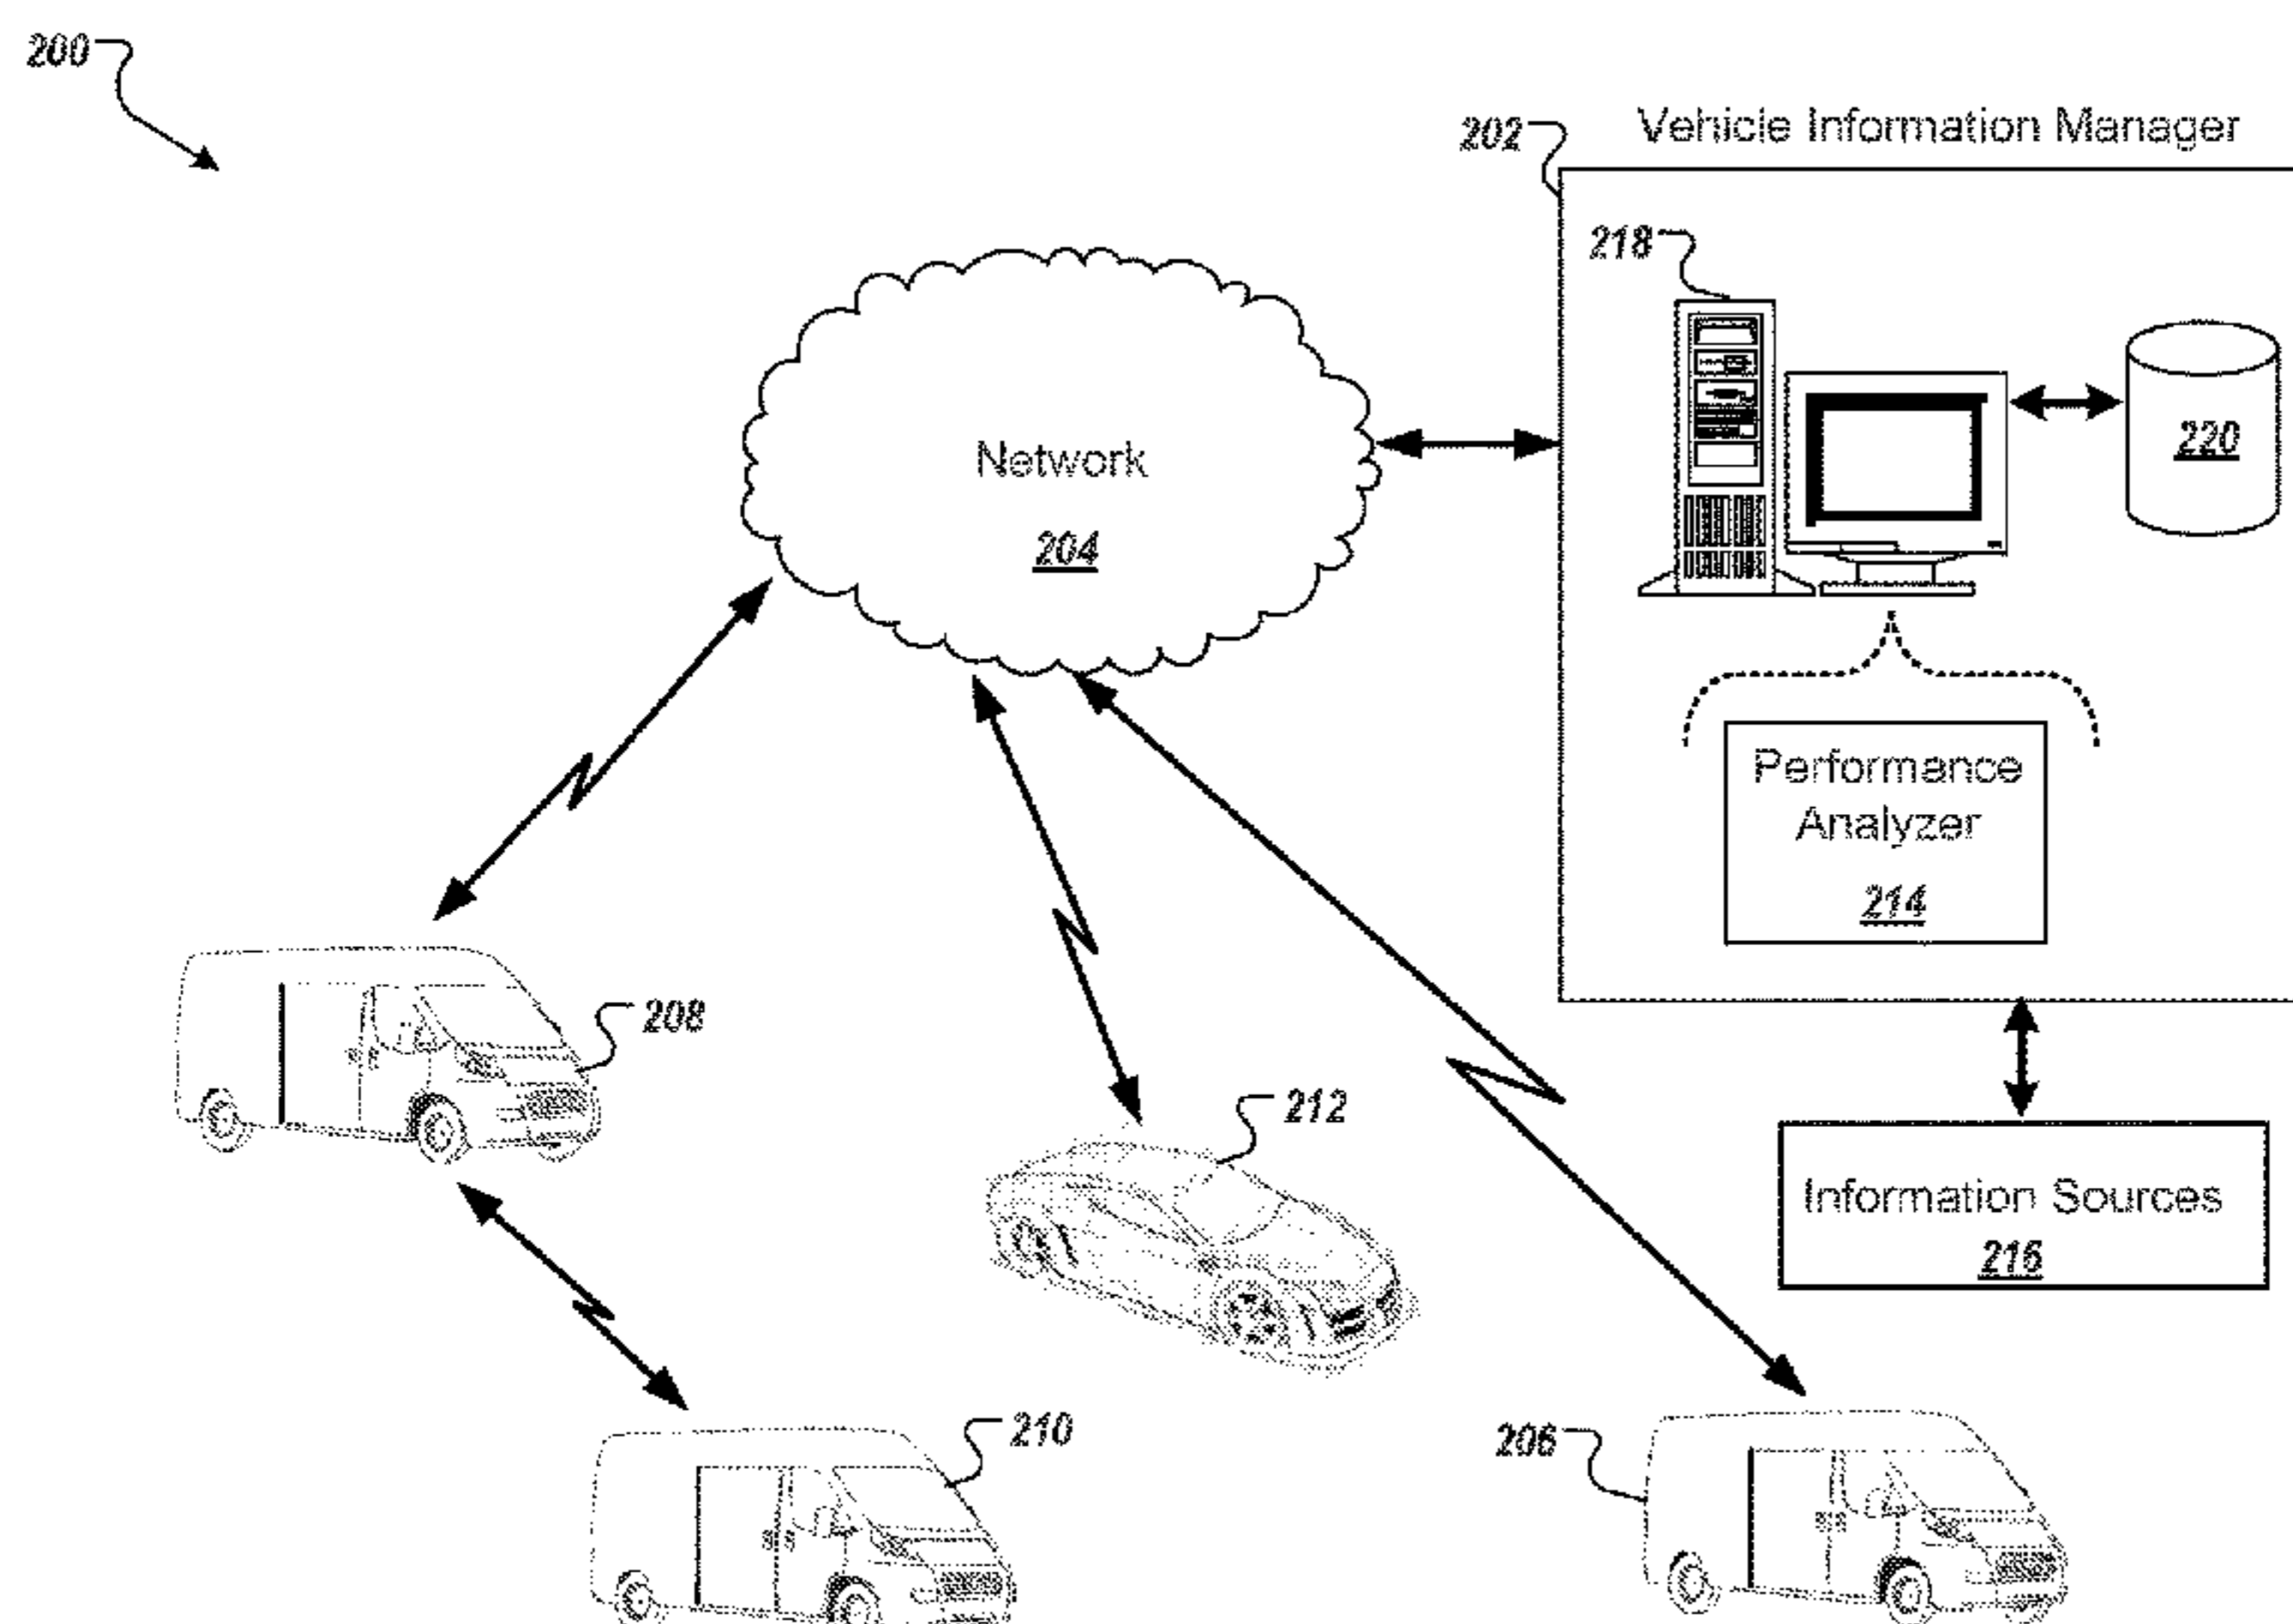 200
202
Vehicle Information Manager
218
220
Network
204
Performance
Analyzer
214
208
212
Information Sources
216
210
206